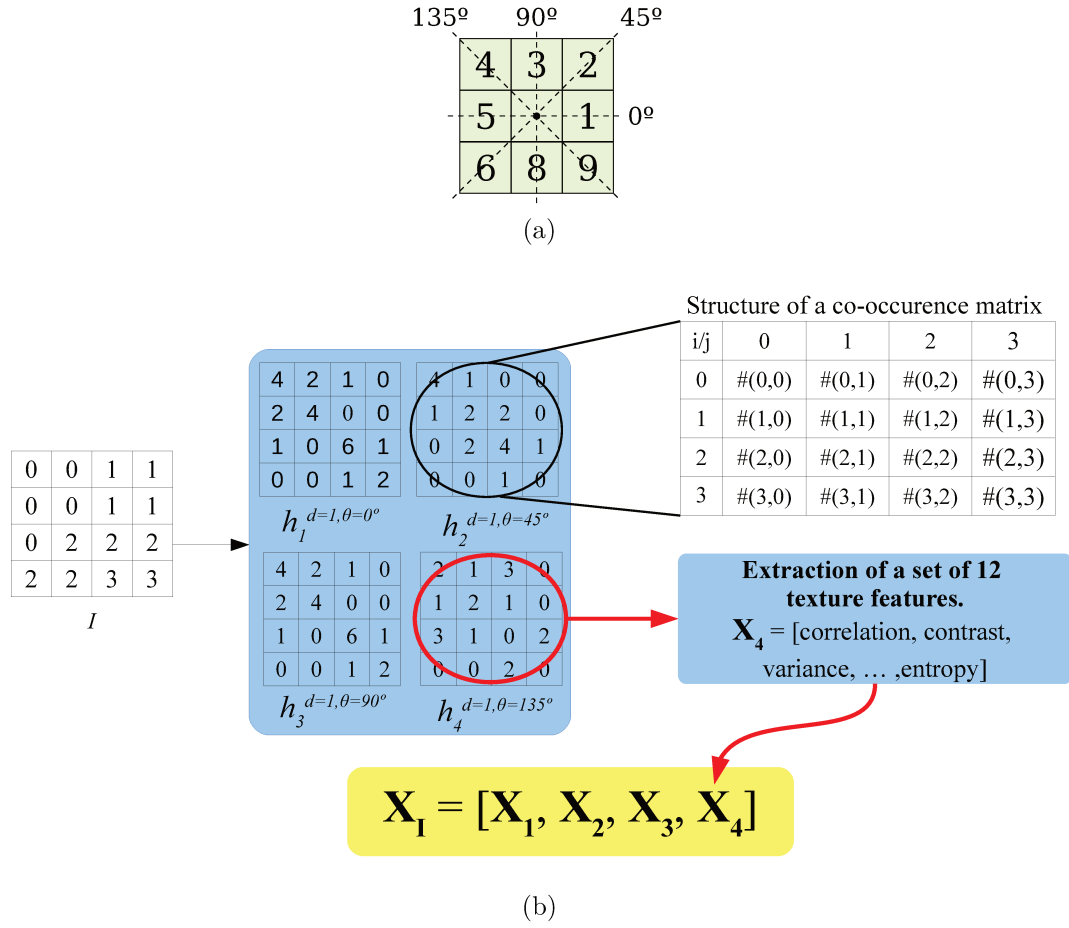 135º 90º 45º
4 3 2
5 1 0º
6 8 9
(a)
Structure of a co-occurence matrix
i/j 0 1 2 3
0 #(0,0) #(0,1) #(0,2) #(0,3)
1 #(1,0) #(1,1) #(1,2) #(1,3)
2 #(2,0) #(2,1) #(2,2) #(2,3)
3 #(3,0) #(3,1) #(3,2) #(3,3)
4 2 1 0
2 4 0 0
1 0 6 1
0 0 1 2
h1 d=1,θ=0º
4 1 0 0
1 2 2 0
0 2 4 1
0 0 1 0
h2 d=1,θ=45º
0 0 1 1
0 0 1 1
0 2 2 2
2 2 3 3
I
4 2 1 0
2 4 0 0
1 0 6 1
0 0 1 2
h3 d=1,θ=90º
2 1 3 0
1 2 1 0
3 1 0 2
0 0 2 0
h4 d=1,θ=135º
Extraction of a set of 12
texture features.
X4 = [correlation, contrast,
variance, … ,entropy]
XI = [X1, X2, X3, X4]
(b)